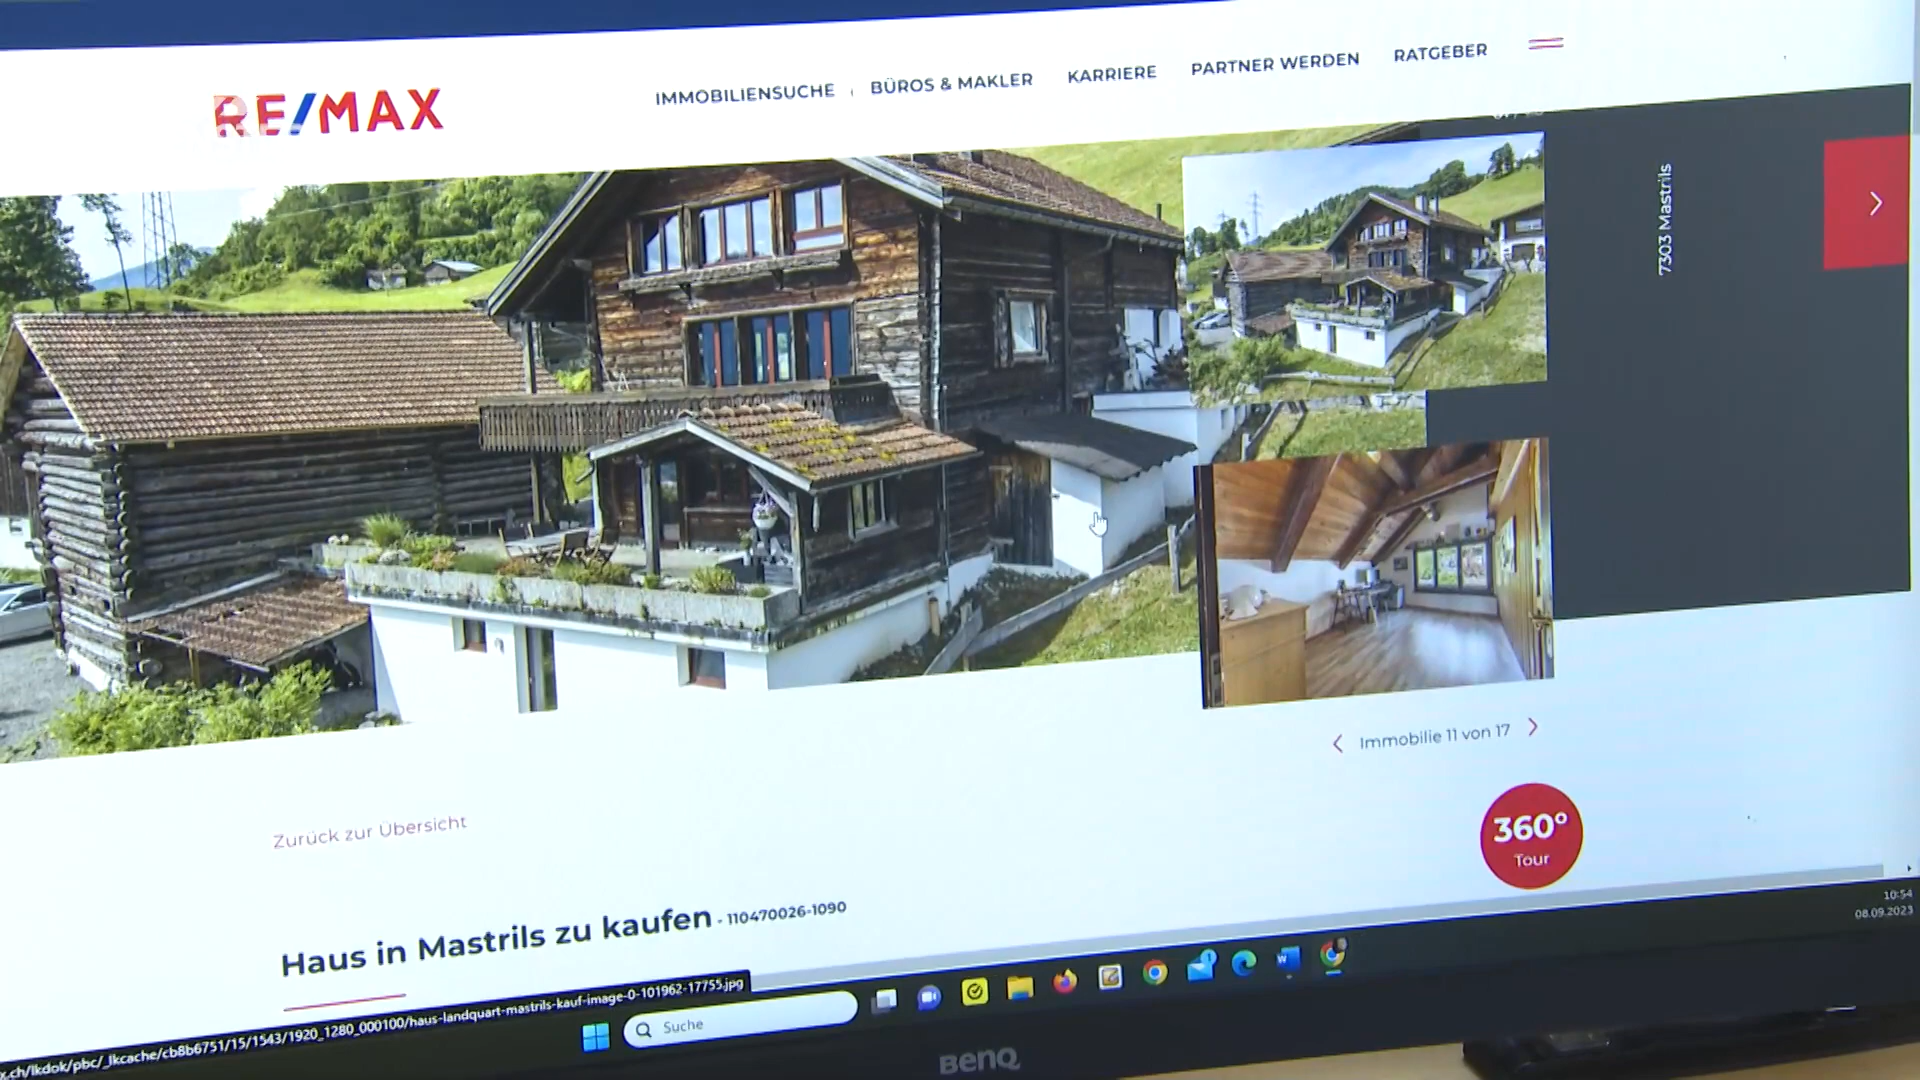 RE/MAX
IMMOBILIENSUCHE
BÜROS & MAKLER
KARRIERE
PARTNER WERDEN
RATGEBER
7303 Mastrils
Immobilie 11 von 17
Zurück zur Übersicht
360°
Tour
Haus in Mastrils zu kaufen - 110470026-1090
x.ch/lkdok/pbc/_lkcache/cb8b6751/15/1543/1920_1280_000100/haus-landquart-mastrils-kauf-image-0-101962-17755.jpg
Suche
10:54
08.09.2023
BenQ